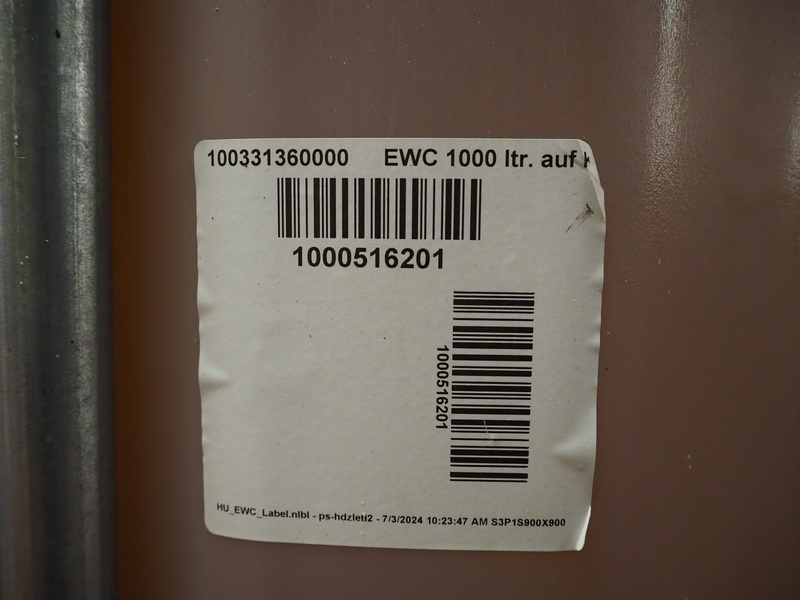 100331360000 EWC 1000 ltr. auf
1000516201
1000516201
HU_EWC_Label.nlbl - ps-hdzleti2 - 7/3/2024 10:23:47 AM S3P1S900X900